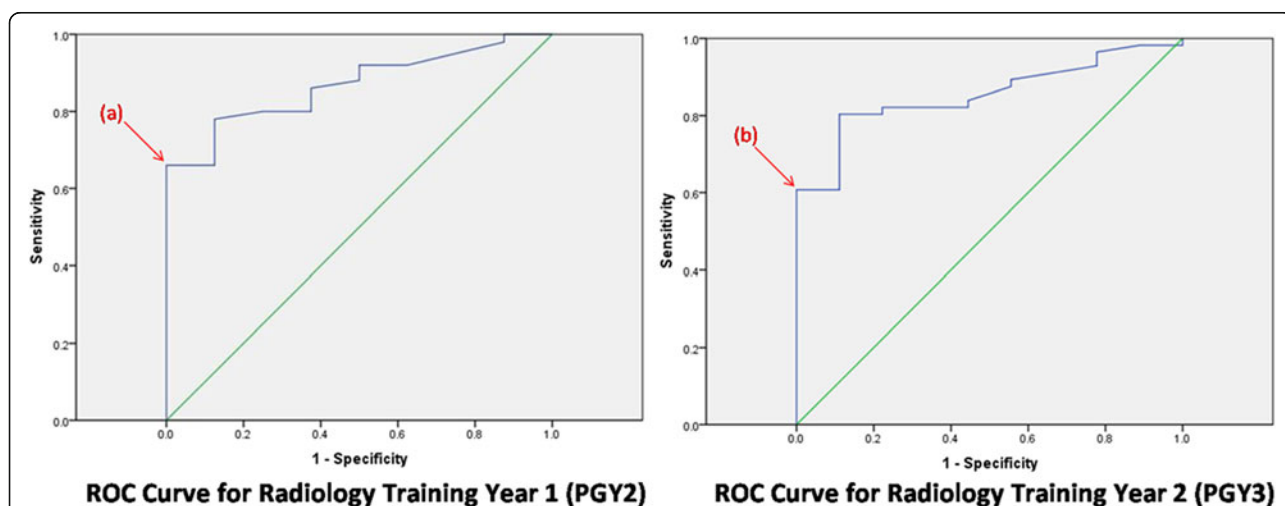 1.0
0.8
0.6
0.4
0.2
0.0
Sensitivity
(a)
0.0 0.2 0.4 0.6 0.8 1.0
1 - Specificity
ROC Curve for Radiology Training Year 1 (PGY2)
1.0
0.8
0.6
0.4
0.2
0.0
Sensitivity
(b)
0.0 0.2 0.4 0.6 0.8 1.0
1 - Specificity
ROC Curve for Radiology Training Year 2 (PGY3)